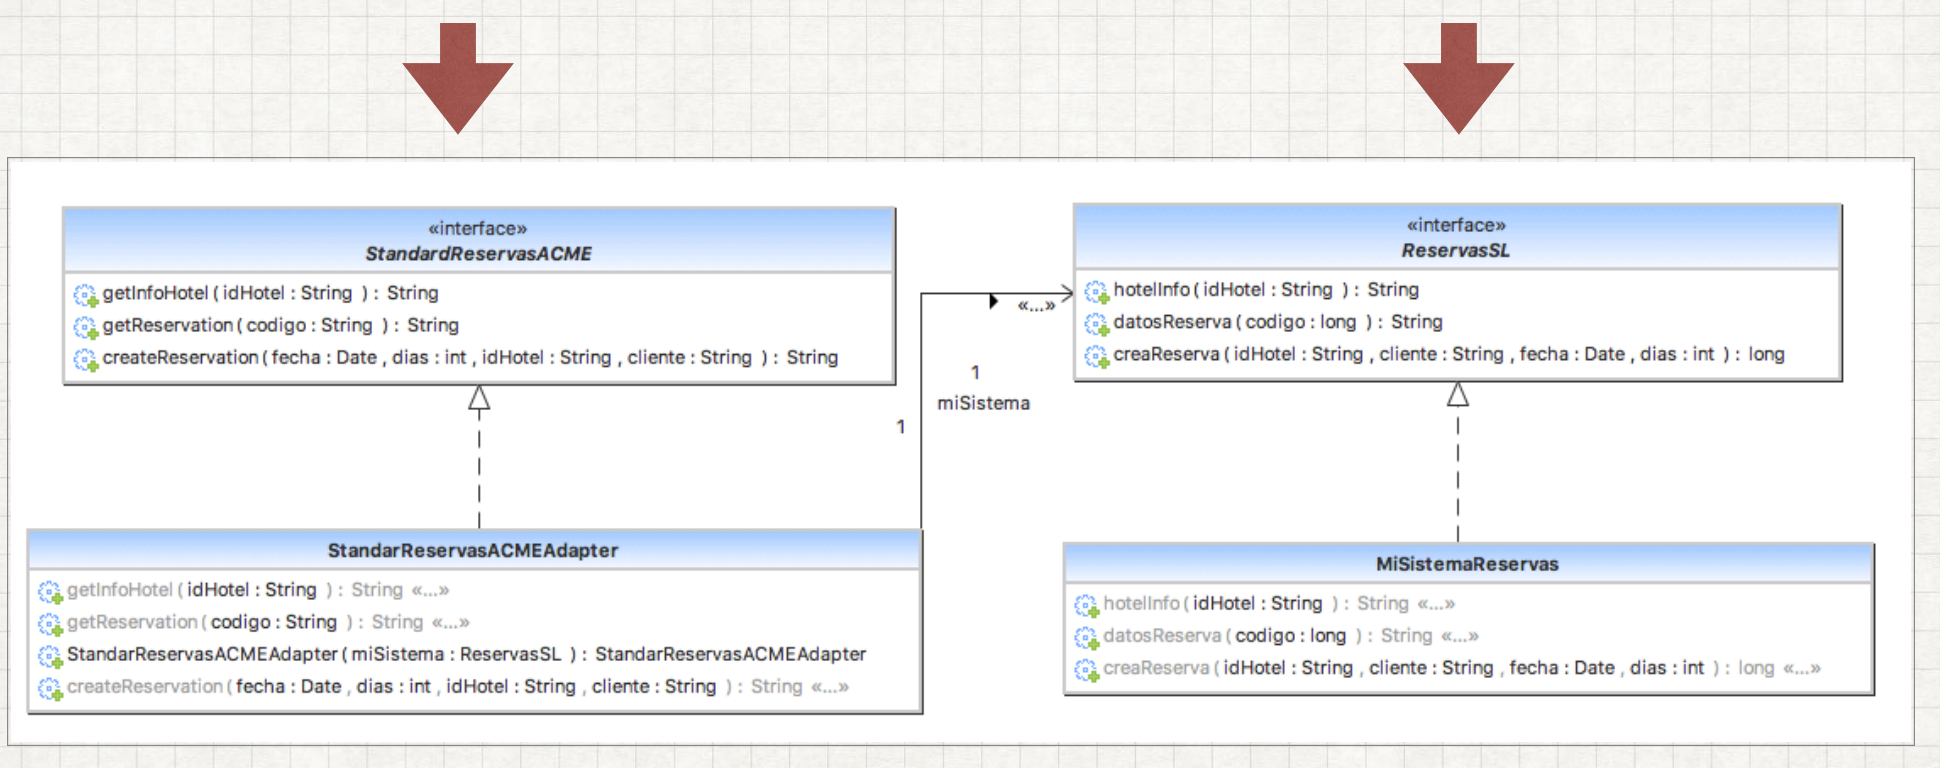 «interface»
StandardReservasACME
getInfoHotel ( idHotel : String ) : String
getReservation ( codigo : String ) : String
createReservation ( fecha : Date , dias : int , idHotel : String , cliente : String ) : String
«interface»
ReservasSL
hotelInfo ( idHotel : String ) : String
datosReserva ( codigo : long ) : String
creaReserva ( idHotel : String , cliente : String , fecha : Date , dias : int ) : long
«...»
1
miSistema
1
StandarReservasACMEAdapter
getInfoHotel ( idHotel : String ) : String «...»
getReservation ( codigo : String ) : String «...»
StandarReservasACMEAdapter ( miSistema : ReservasSL ) : StandarReservasACMEAdapter
createReservation ( fecha : Date , dias : int , idHotel : String , cliente : String ) : String «...»
MiSistemaReservas
hotelInfo ( idHotel : String ) : String «...»
datosReserva ( codigo : long ) : String «...»
creaReserva ( idHotel : String , cliente : String , fecha : Date , dias : int ) : long «...»